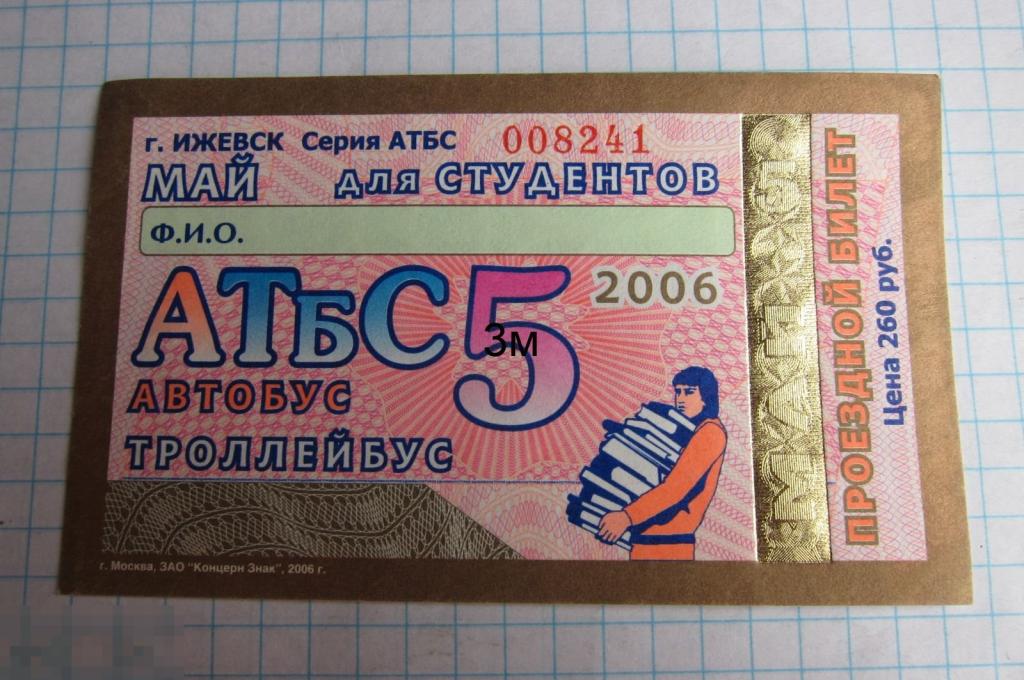 г. ИЖЕВСК Серия АТБС 008241
МАЙ для СТУДЕНТОВ
Ф.И.О.
АТБС 5 2006
3м
АВТОБУС
ТРОЛЛЕЙБУС
г. Москва, ЗАО "Концерн Знак", 2006 г.
МАЙ
5
ПРОЕЗДНОЙ БИЛЕТ
Цена 260 руб.